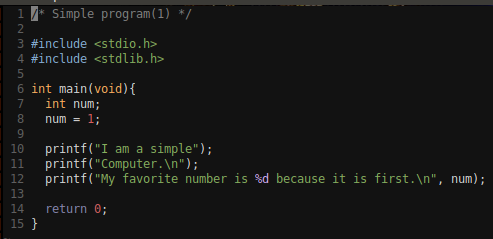 1 /* Simple program(1) */
2
3 #include <stdio.h>
4 #include <stdlib.h>
5
6 int main(void){
7   int num;
8   num = 1;
9
10   printf("I am a simple");
11   printf("Computer.\n");
12   printf("My favorite number is %d because it is first.\n", num);
13
14   return 0;
15 }